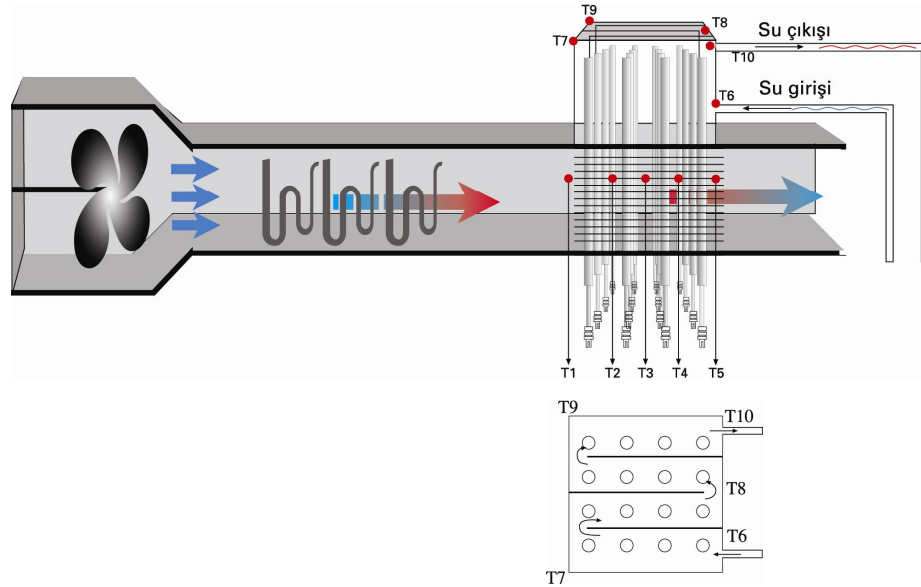 T9
T8
T7
T10
Su çıkışı
T6
Su girişi
T1 T2 T3 T4 T5
T9
T10
T8
T6
T7